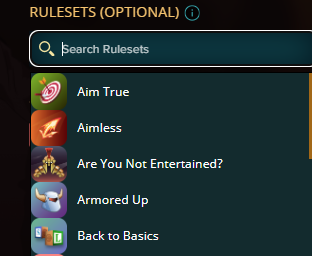 RULESETS (OPTIONAL)
Search Rulesets
Aim True
Aimless
Are You Not Entertained?
Armored Up
Back to Basics